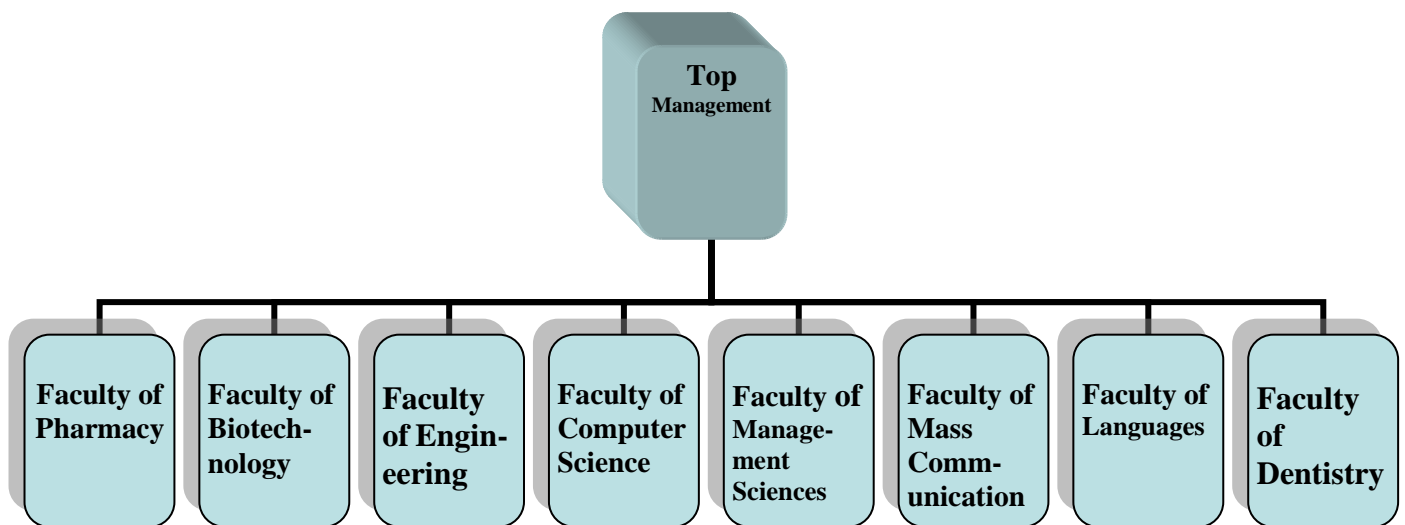 Top
Management
Faculty of
Pharmacy
Faculty of
Biotech-
nology
Faculty
of Engin-
eering
Faculty of
Computer
Science
Faculty of
Manage-
ment
Sciences
Faculty of
Mass
Comm-
unication
Faculty of
Languages
Faculty
of
Dentistry